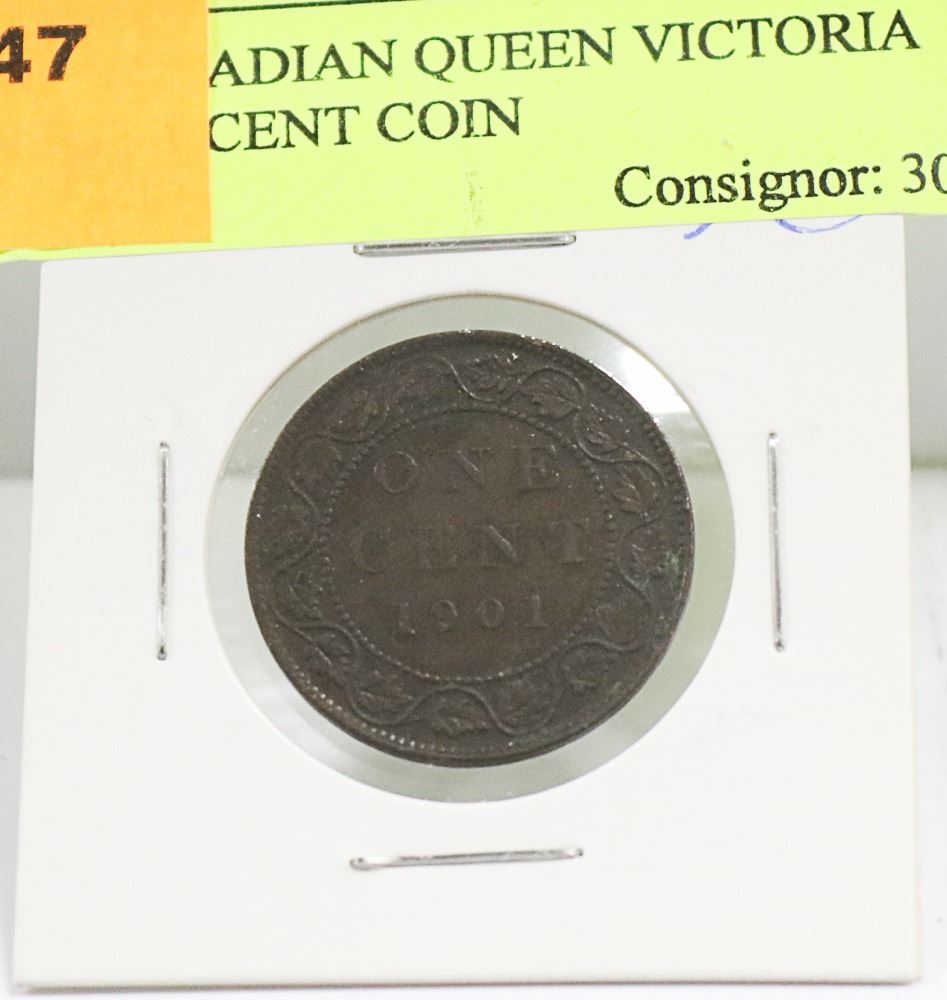 47
ADIAN QUEEN VICTORIA
CENT COIN
Consignor: 30
ONE
CENT
1901